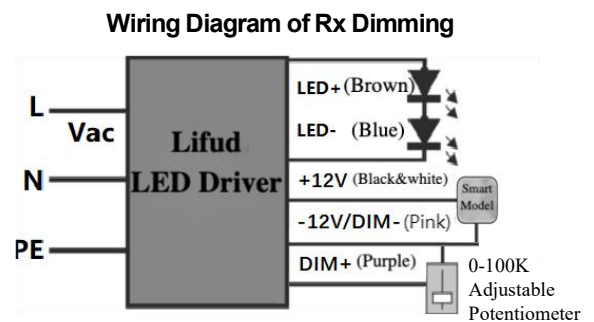 Wiring Diagram of Rx Dimming
L
Vac
N
PE
Lifud
LED Driver
LED+ (Brown)
LED- (Blue)
+12V (Black&white)
-12V/DIM- (Pink)
DIM+ (Purple)
Smart
Model
0-100K
Adjustable
Potentiometer